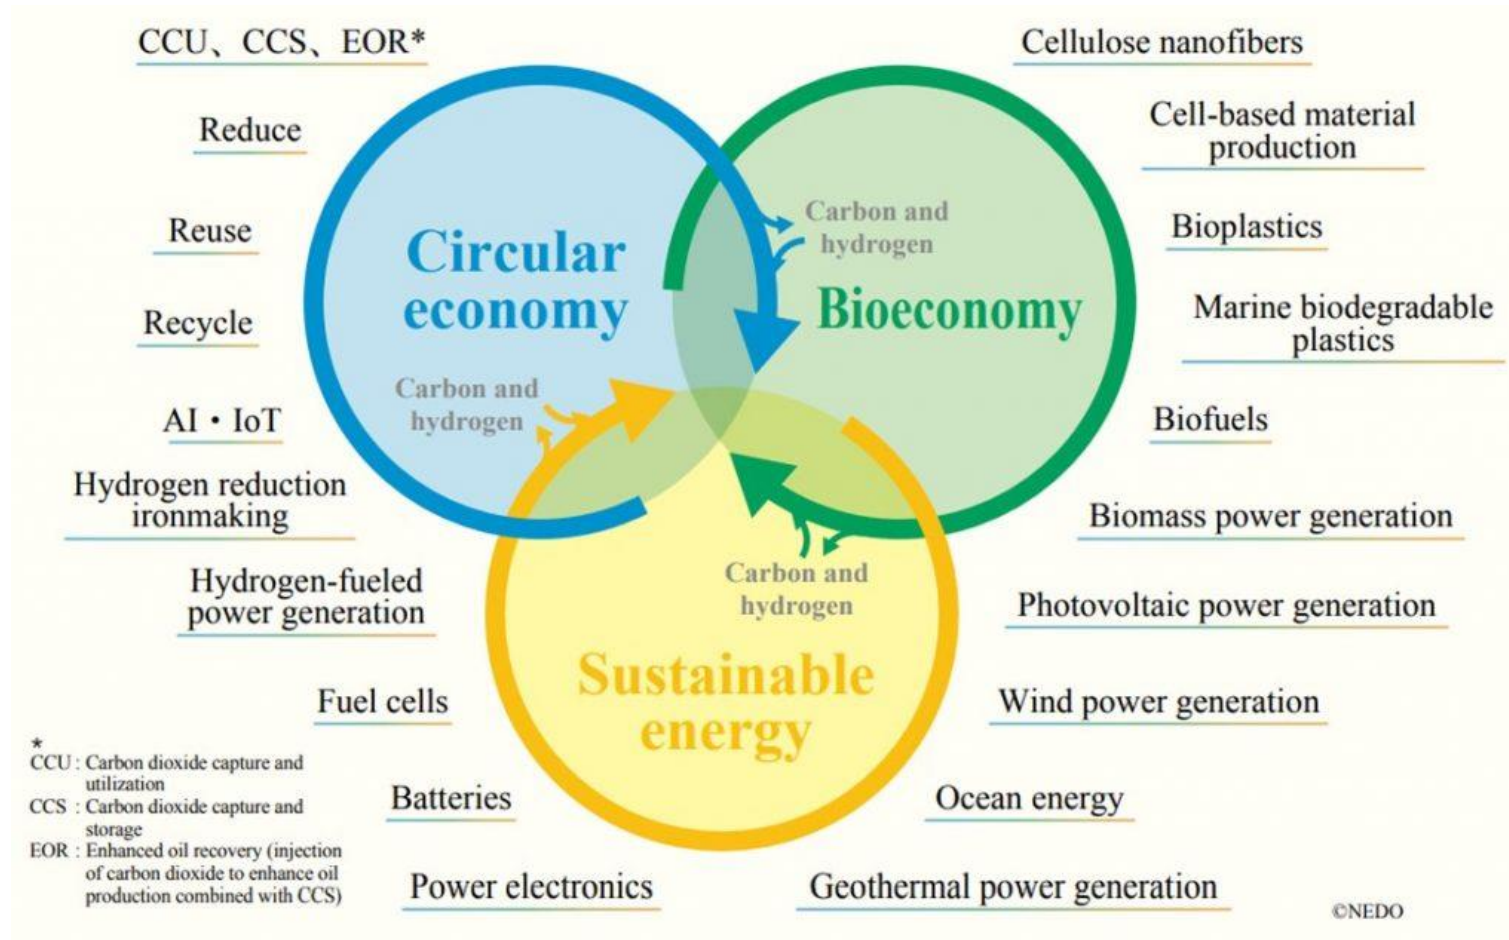 CCU、CCS、EOR*
Reduce
Reuse
Recycle
AI・IoT
Hydrogen reduction
ironmaking
Hydrogen-fueled
power generation
Fuel cells
Batteries
Power electronics
Circular
economy
Carbon and
hydrogen
Carbon and
hydrogen
Bioeconomy
Carbon and
hydrogen
Sustainable
energy
Cellulose nanofibers
Cell-based material
production
Bioplastics
Marine biodegradable
plastics
Biofuels
Biomass power generation
Photovoltaic power generation
Wind power generation
Ocean energy
Geothermal power generation
*
CCU : Carbon dioxide capture and
utilization
CCS : Carbon dioxide capture and
storage
EOR : Enhanced oil recovery (injection
of carbon dioxide to enhance oil
production combined with CCS)
©NEDO